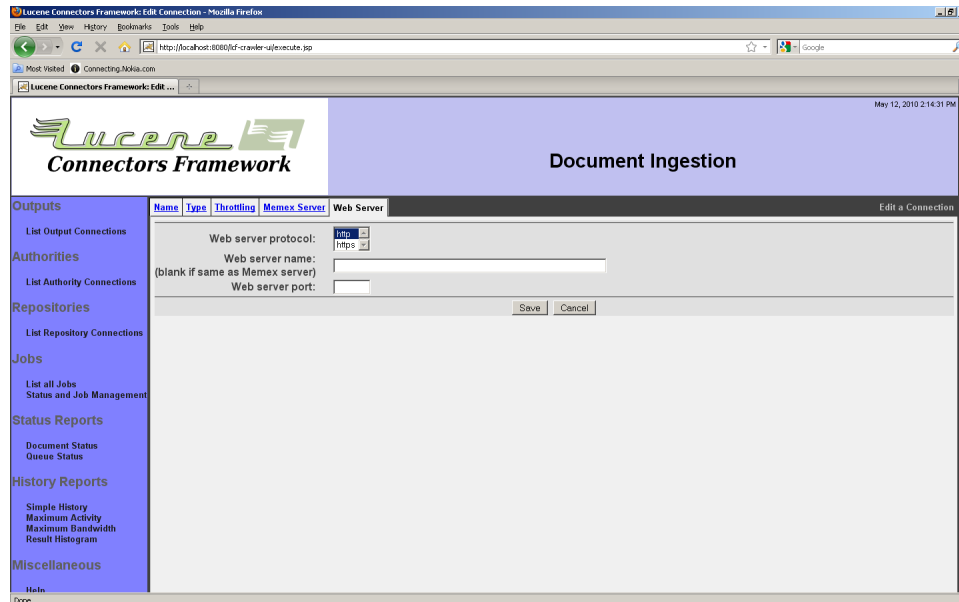 Lucene Connectors Framework: Edit Connection - Mozilla Firefox
File Edit View History Bookmarks Tools Help
http://localhost:8080/lcf-crawler-ui/execute.jsp
Google
Most Visited Connecting.Nokia.com
Lucene Connectors Framework: Edit ...
May 12, 2010 2:14:31 PM
Lucene
Connectors Framework
Document Ingestion
Outputs
List Output Connections
Authorities
List Authority Connections
Repositories
List Repository Connections
Jobs
List all Jobs
Status and Job Management
Status Reports
Document Status
Queue Status
History Reports
Simple History
Maximum Activity
Maximum Bandwidth
Result Histogram
Miscellaneous
Help
Name Type Throttling Memex Server Web Server
Edit a Connection
Web server protocol:
http
https
Web server name:
(blank if same as Memex server)
Web server port:
Save Cancel
Done